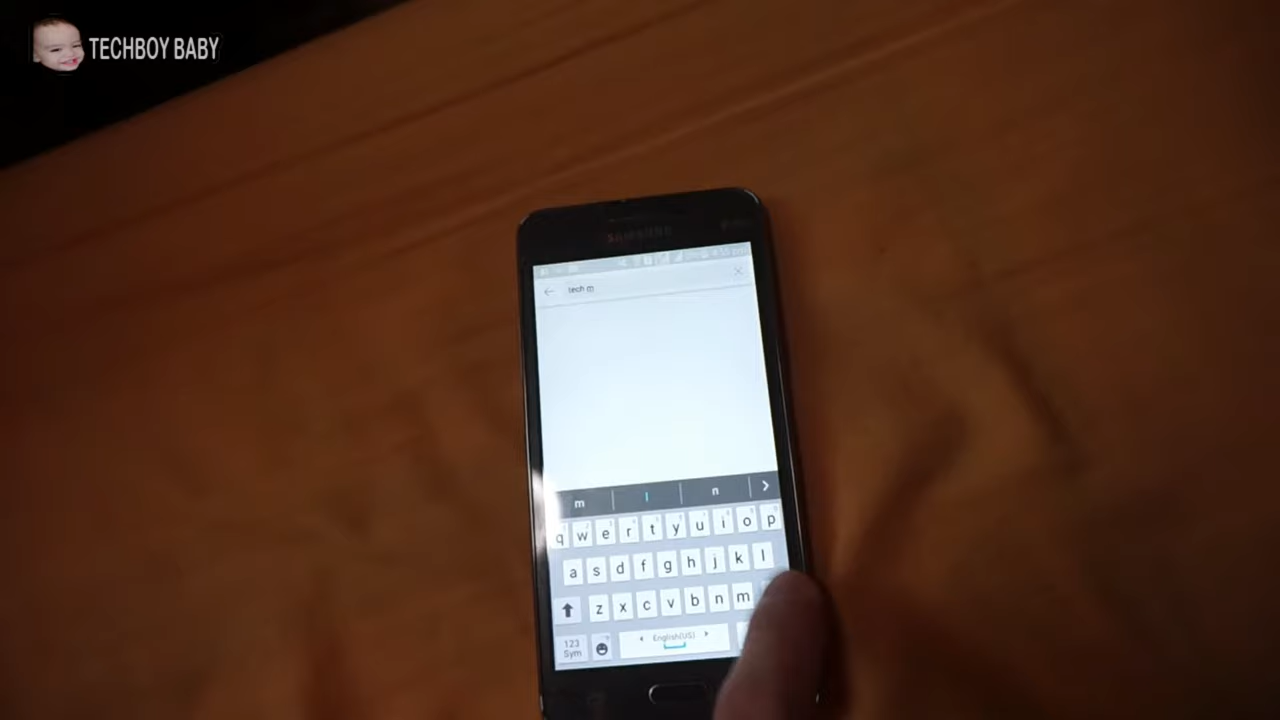 TECHBOY BABY
SAMSUNG
tech m
m l n
q w e r t y u i o p
a s d f g h j k l
z x c v b n m
123
Sym
English(US)